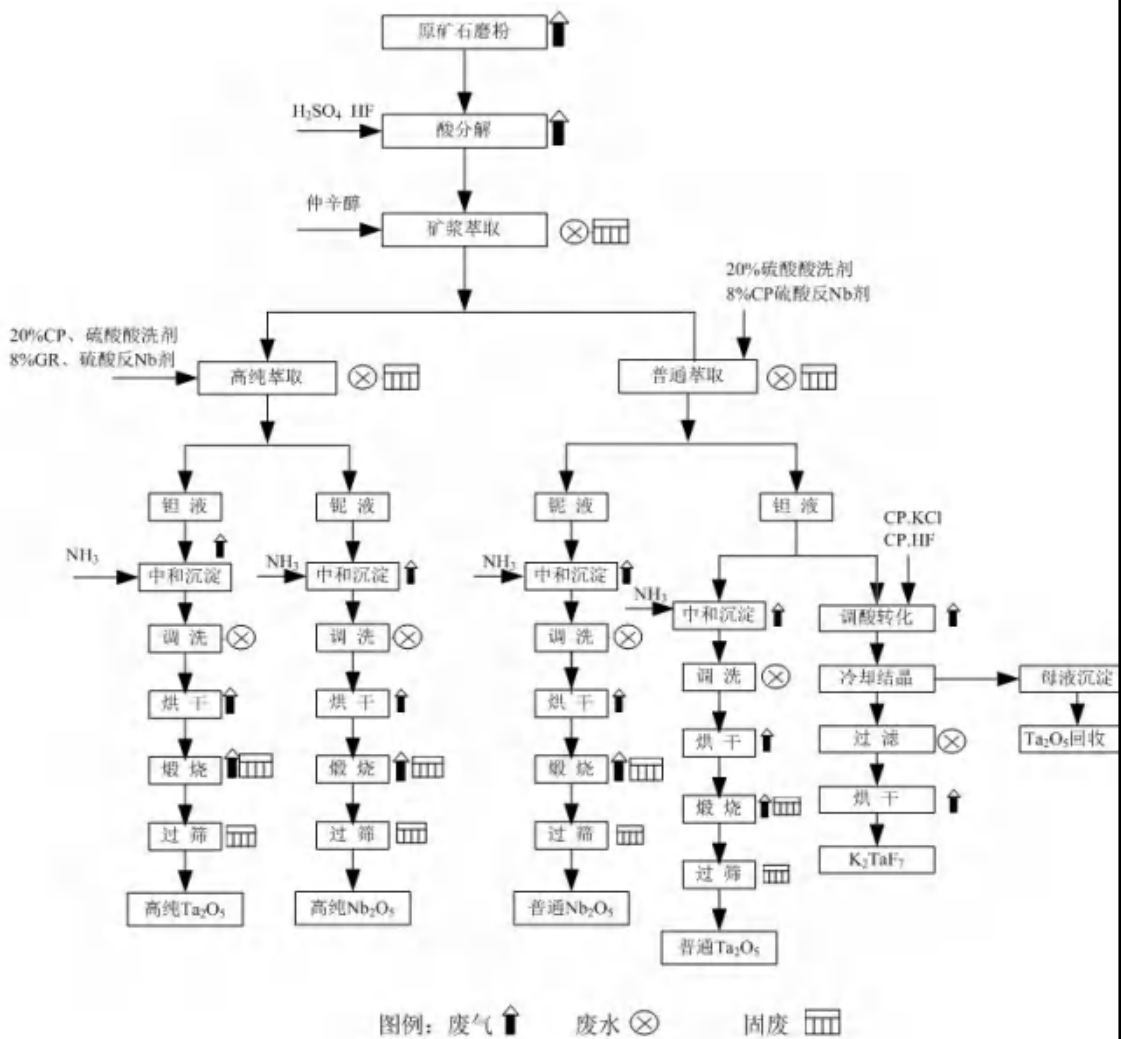 原矿石磨粉
H₂SO₄ HF
酸分解
仲辛醇
矿浆萃取
20%硫酸酸洗剂
8%CP硫酸反Nb剂
20%CP、硫酸酸洗剂
8%GR、硫酸反Nb剂
高纯萃取
普通萃取
钽 液
铌 液
铌 液
钽 液
CP.KCl
CP.HF
NH₃
中和沉淀
NH₃
中和沉淀
NH₃
中和沉淀
NH₃
中和沉淀
调酸转化
调 洗
调 洗
调 洗
调 洗
冷却结晶
母液沉淀
烘 干
烘 干
烘 干
烘 干
过 滤
Ta₂O₅回收
煅 烧
煅 烧
煅 烧
煅 烧
烘 干
过 筛
过 筛
过 筛
过 筛
K₂TaF₇
高纯Ta₂O₅
高纯Nb₂O₅
普通Nb₂O₅
普通Ta₂O₅
图例：废气 废水 固废